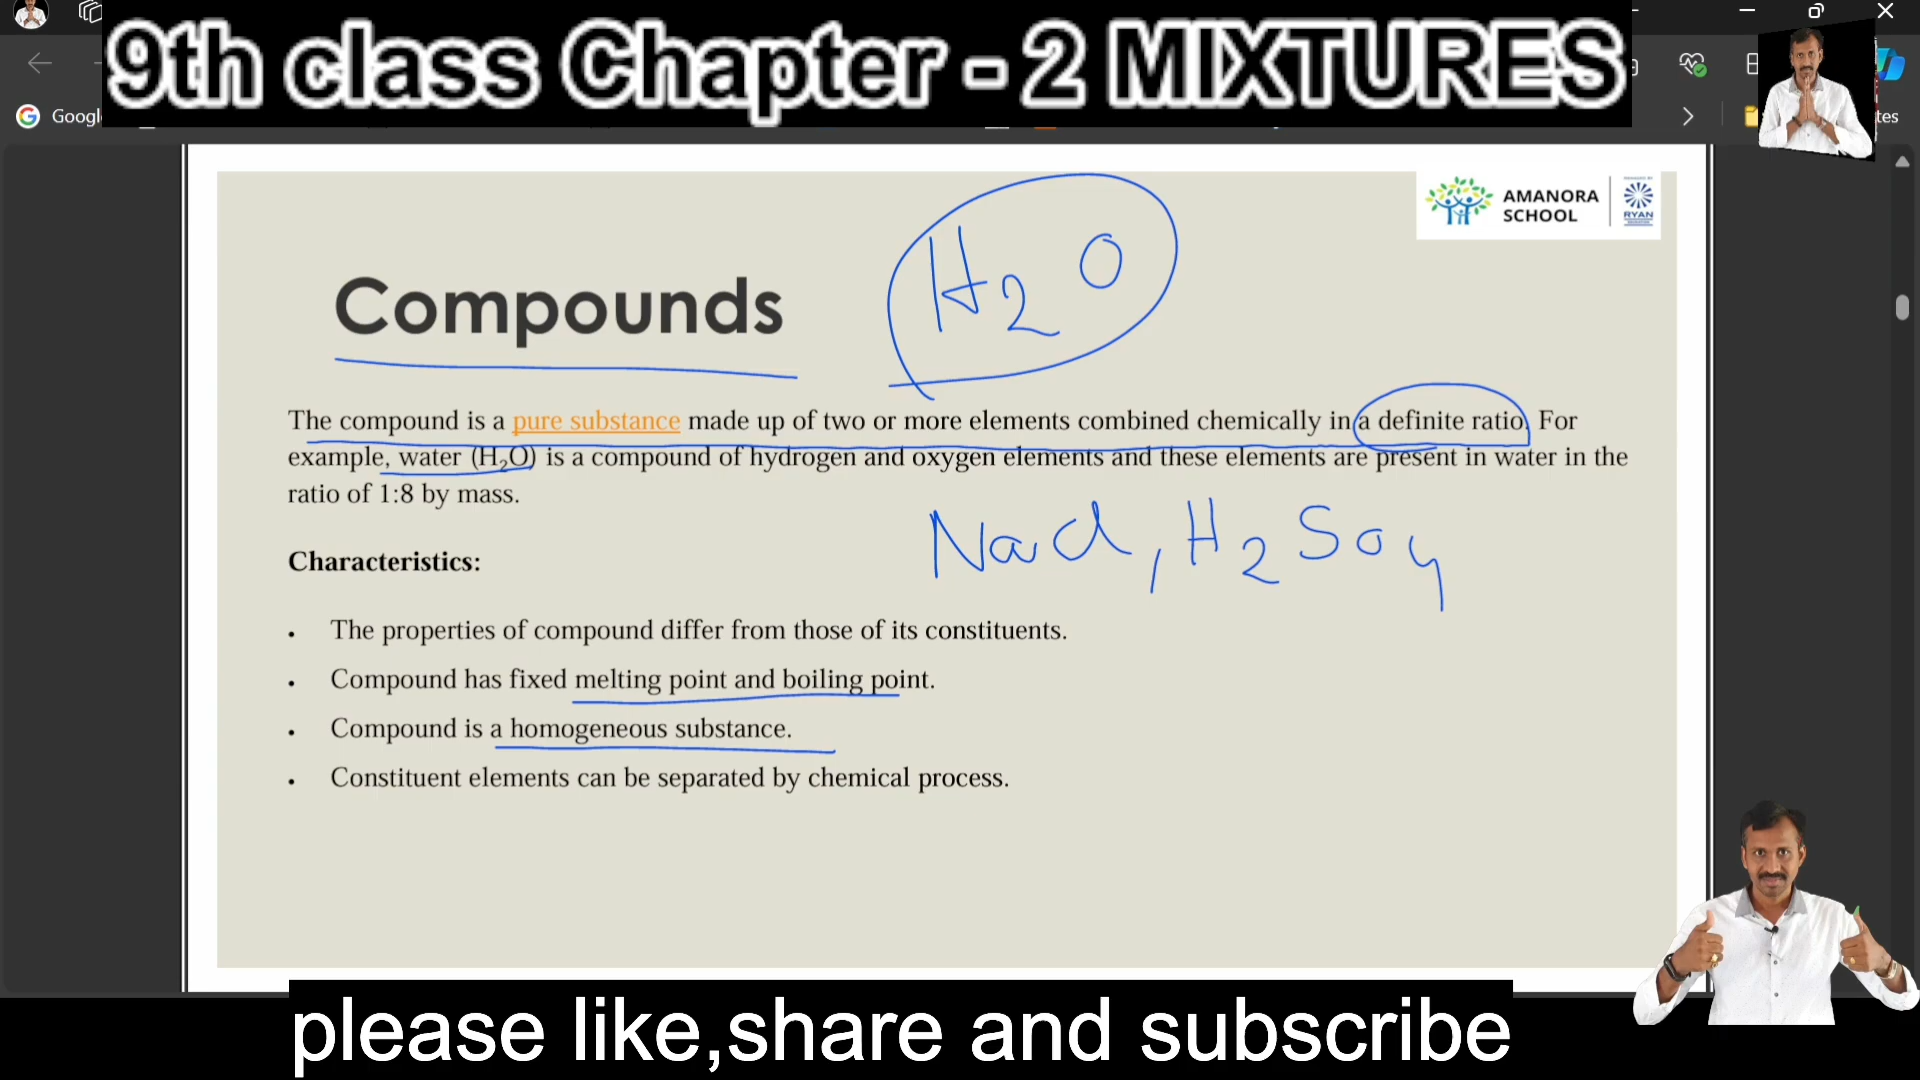 9th class Chapter - 2 MIXTURES
AMANORA
SCHOOL
RYAN
H₂O
Compounds
The compound is a pure substance made up of two or more elements combined chemically in a definite ratio. For
example, water (H₂O) is a compound of hydrogen and oxygen elements and these elements are present in water in the
ratio of 1:8 by mass.
NaCl, H₂SO₄
Characteristics:
• The properties of compound differ from those of its constituents.
• Compound has fixed melting point and boiling point.
• Compound is a homogeneous substance.
• Constituent elements can be separated by chemical process.
please like,share and subscribe